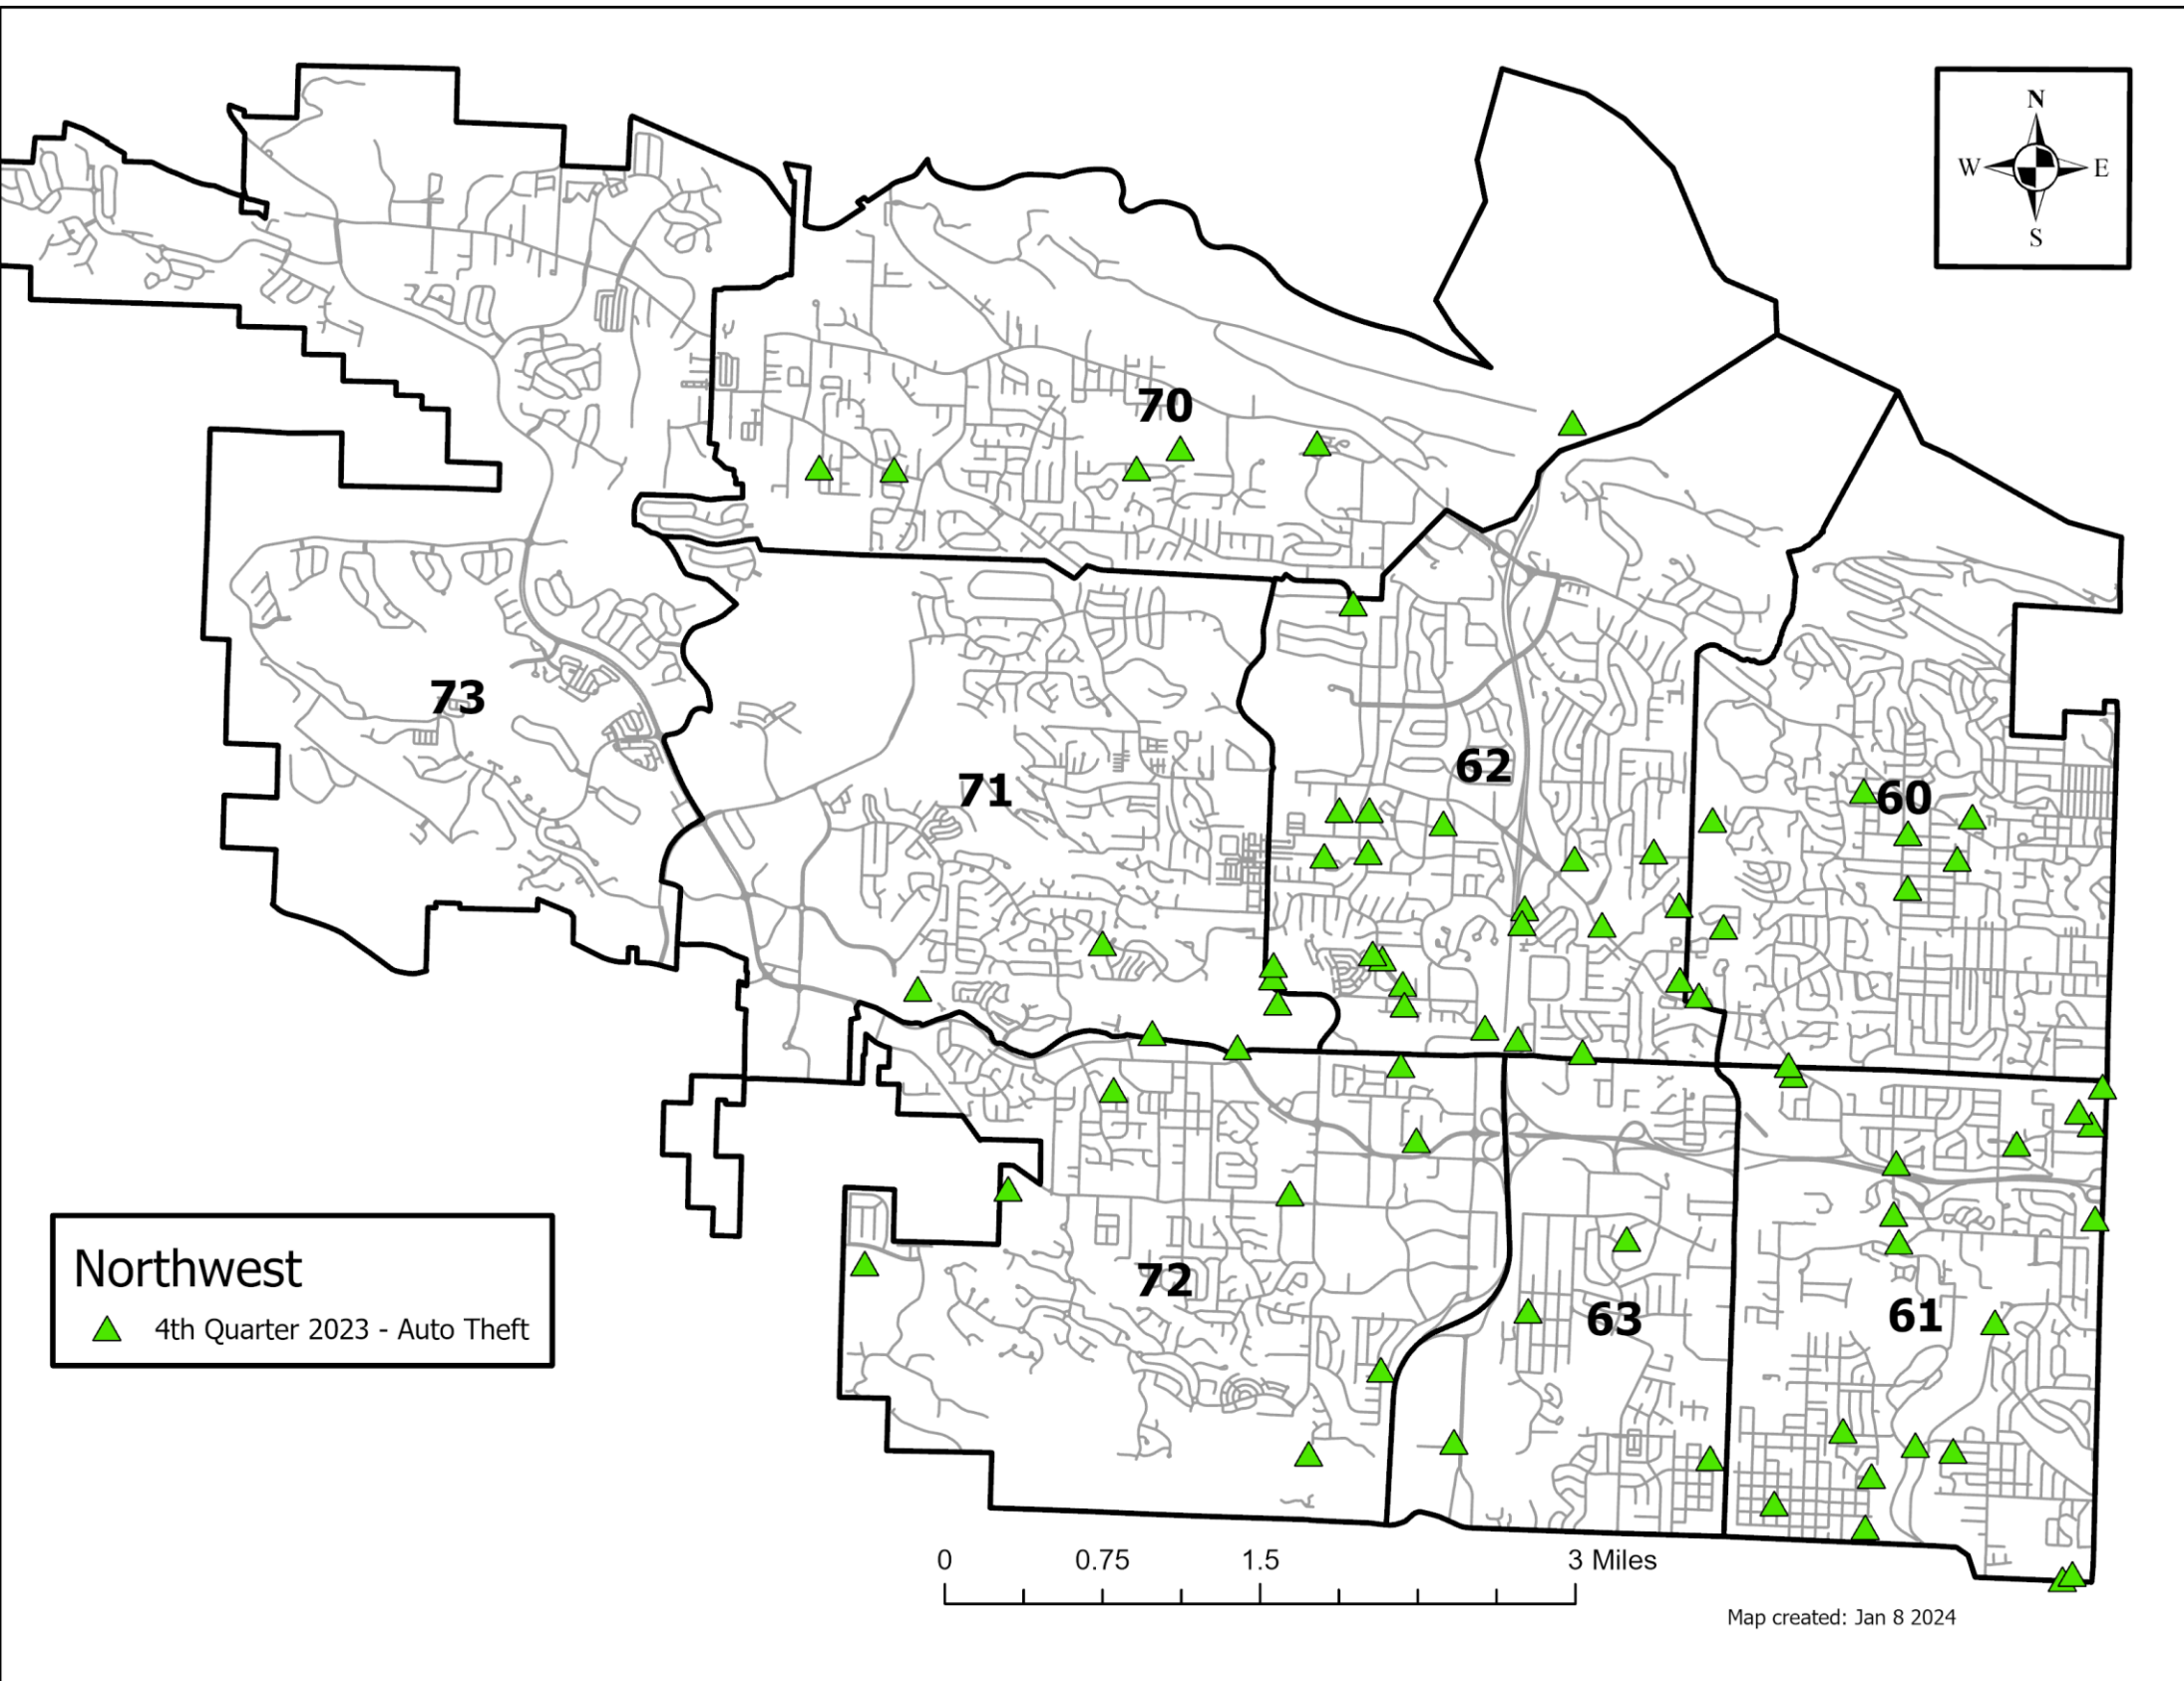 N
W E
S
70
73
62
71
60
72
63
61
Northwest
4th Quarter 2023 - Auto Theft
0 0.75 1.5 3 Miles
Map created: Jan 8 2024